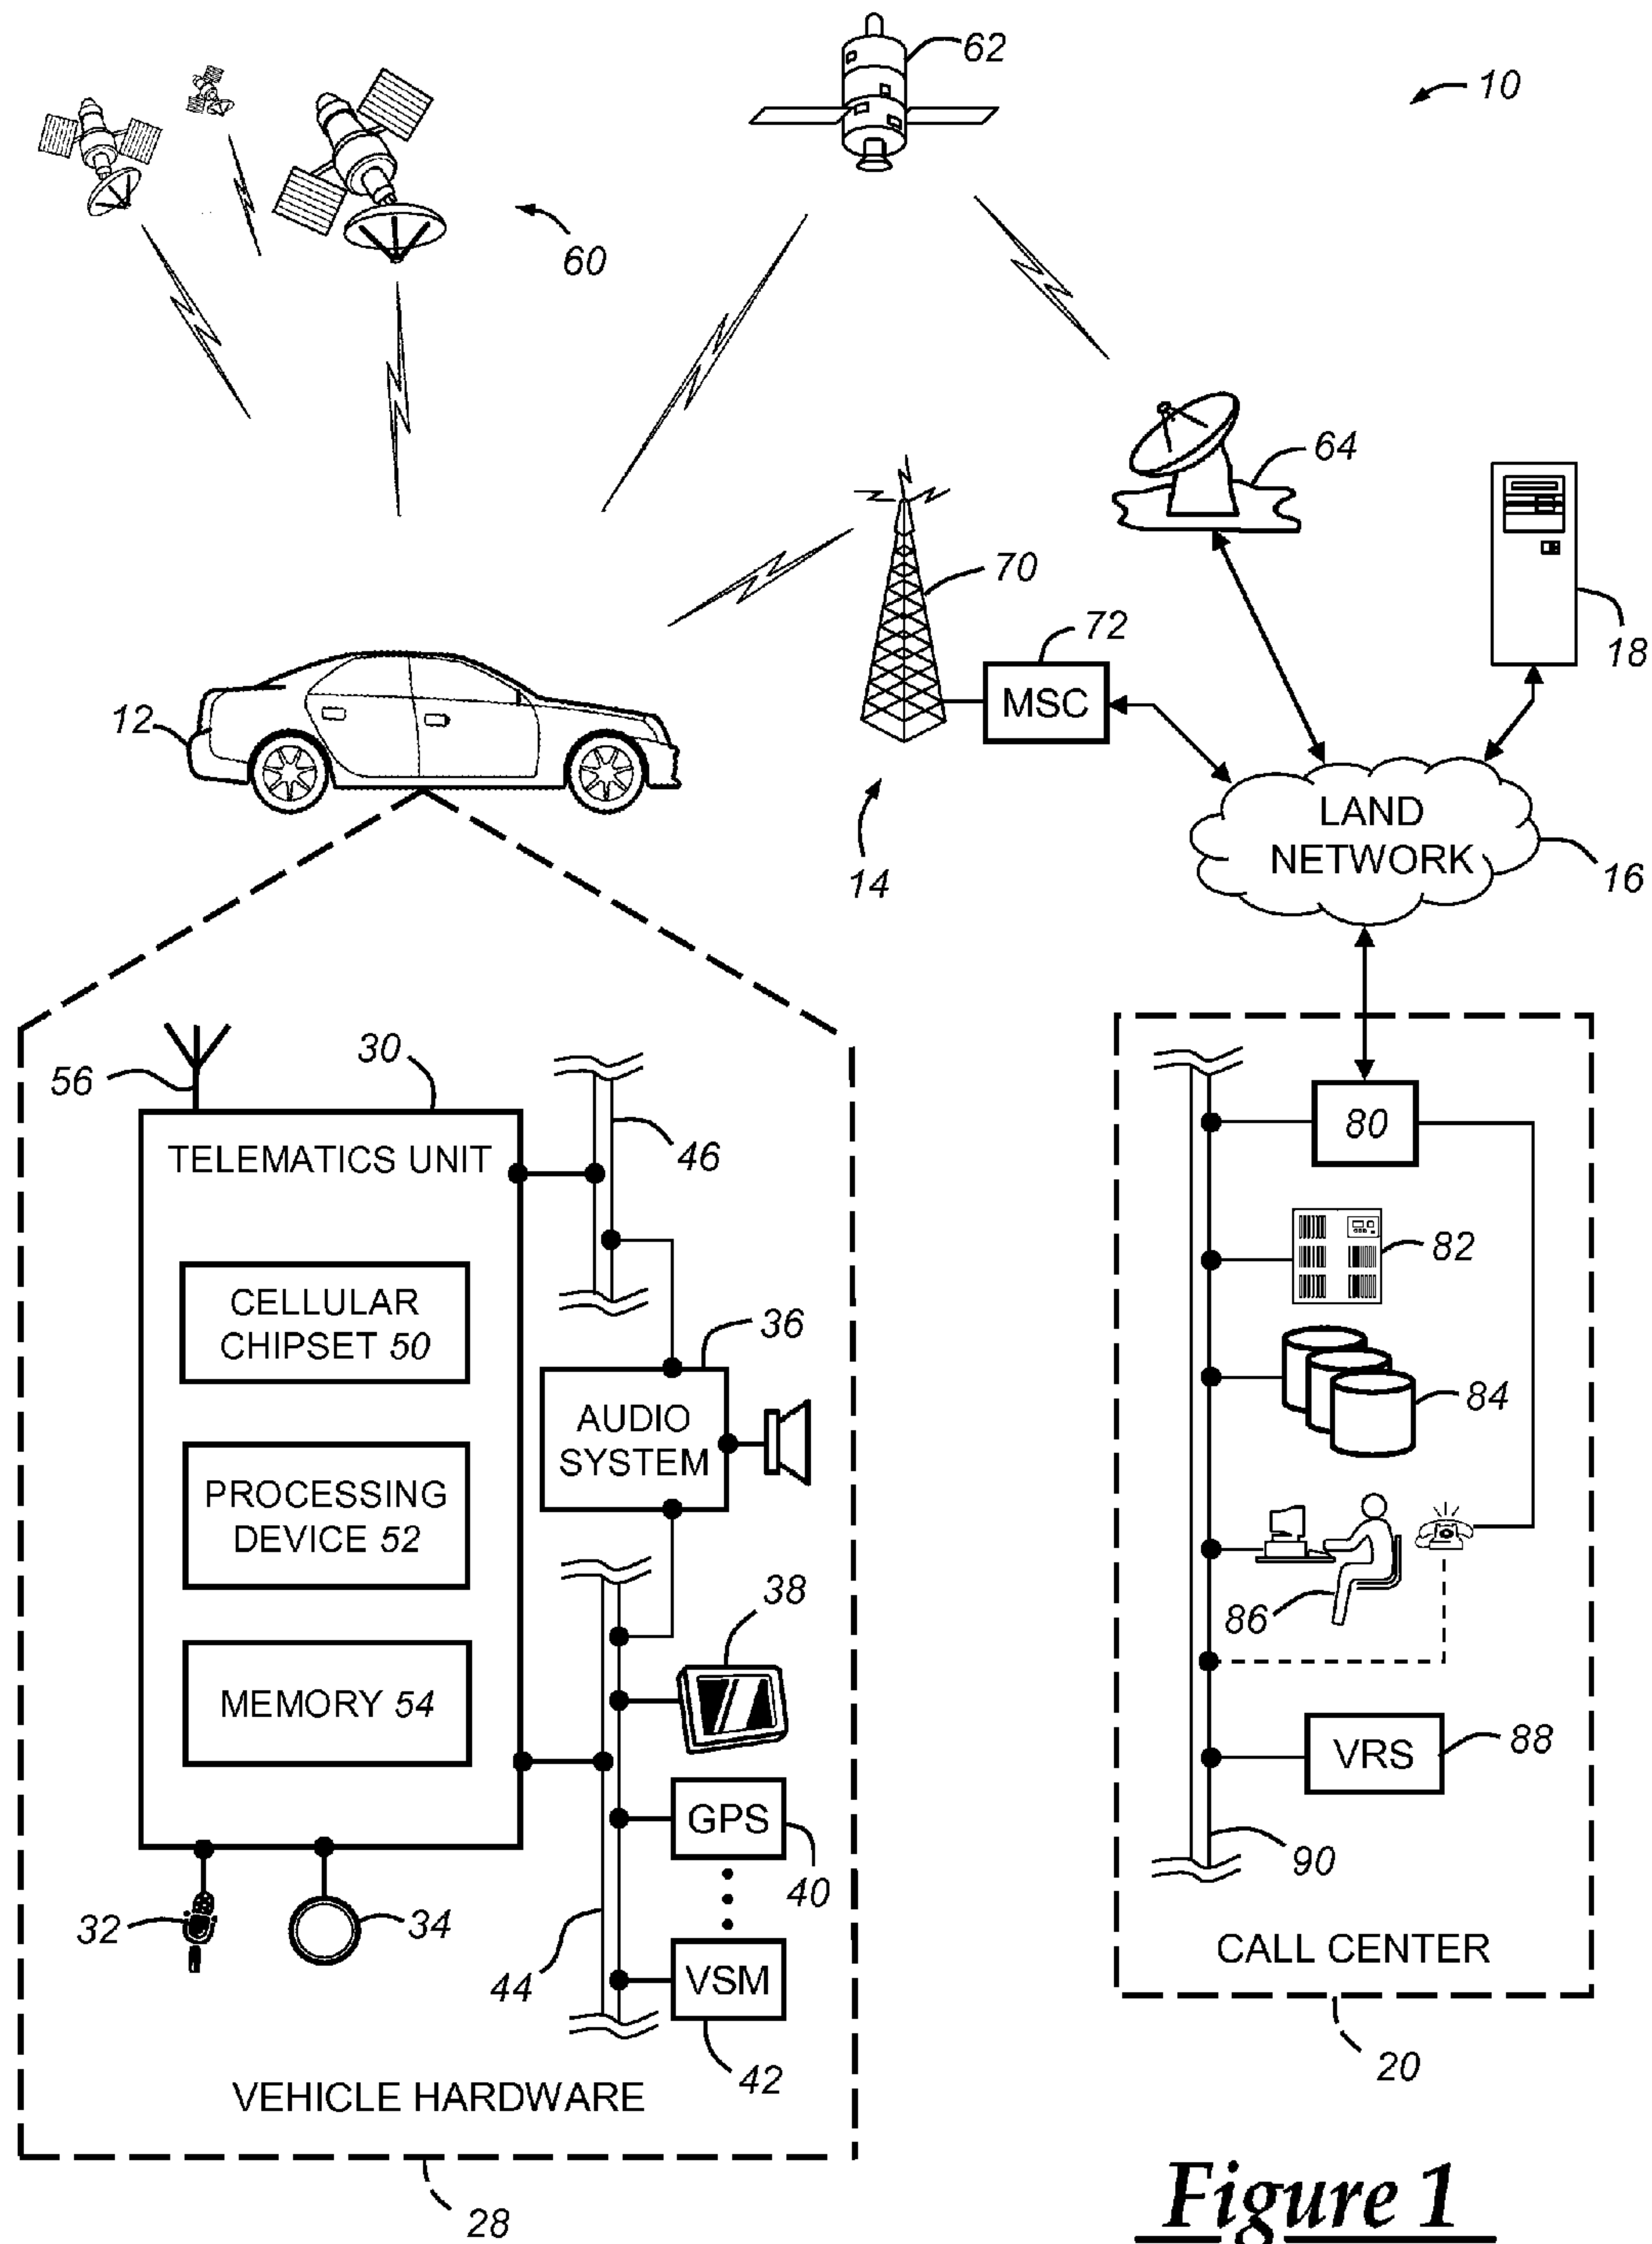 62
10
60
64
70
18
72
MSC
12
LAND
NETWORK
16
14
30
56
TELEMATICS UNIT
46
80
82
CELLULAR
CHIPSET 50
36
AUDIO
SYSTEM
84
PROCESSING
DEVICE 52
38
86
MEMORY 54
VRS
88
GPS
40
90
32
34
44
VSM
42
CALL CENTER
20
VEHICLE HARDWARE
28
Figure 1